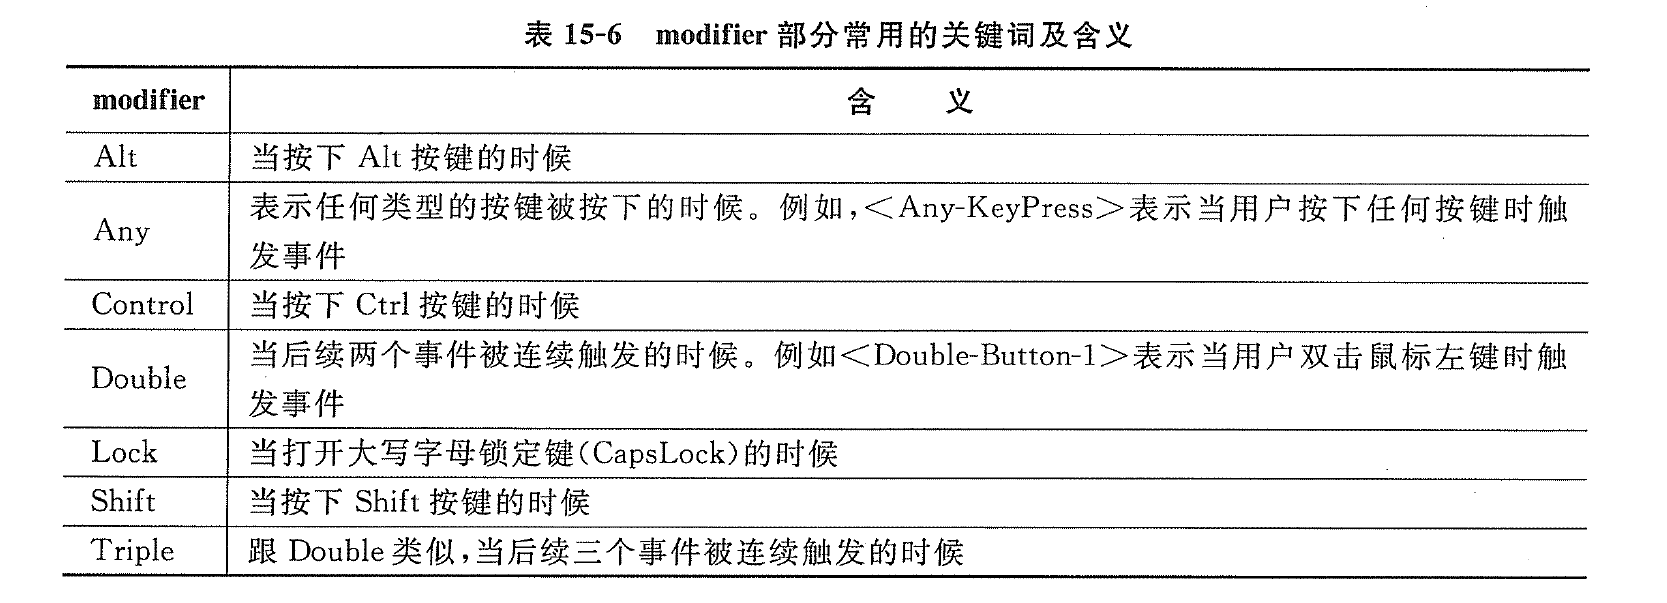 表 15-6 modifier 部分常用的关键词及含义
modifier 含 义
Alt 当按下 Alt 按键的时候
Any 表示任何类型的按键被按下的时候。例如,<Any-KeyPress>表示当用户按下任何按键时触
发事件
Control 当按下 Ctrl 按键的时候
Double 当后续两个事件被连续触发的时候。例如<Double-Button-1>表示当用户双击鼠标左键时触
发事件
Lock 当打开大写字母锁定键(CapsLock)的时候
Shift 当按下 Shift 按键的时候
Triple 跟 Double 类似,当后续三个事件被连续触发的时候